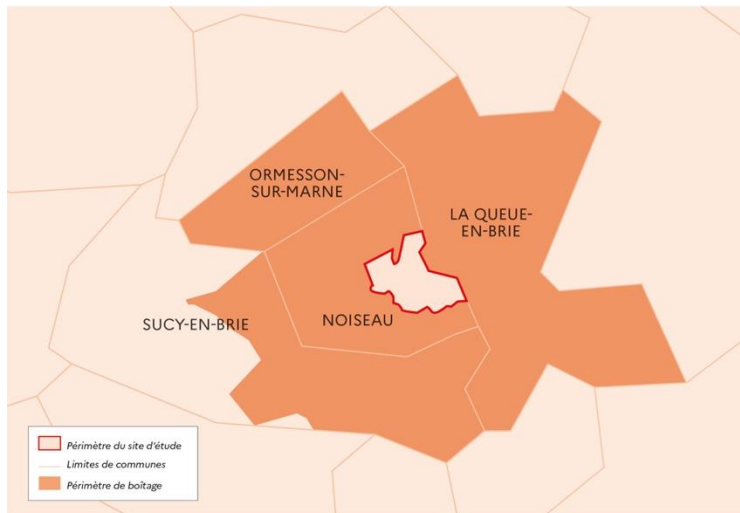 ORMESSON-
SUR-MARNE
LA QUEUE-
EN-BRIE
SUCY-EN-BRIE
NOISEAU
Périmètre du site d'étude
Limites de communes
Périmètre de boîtage